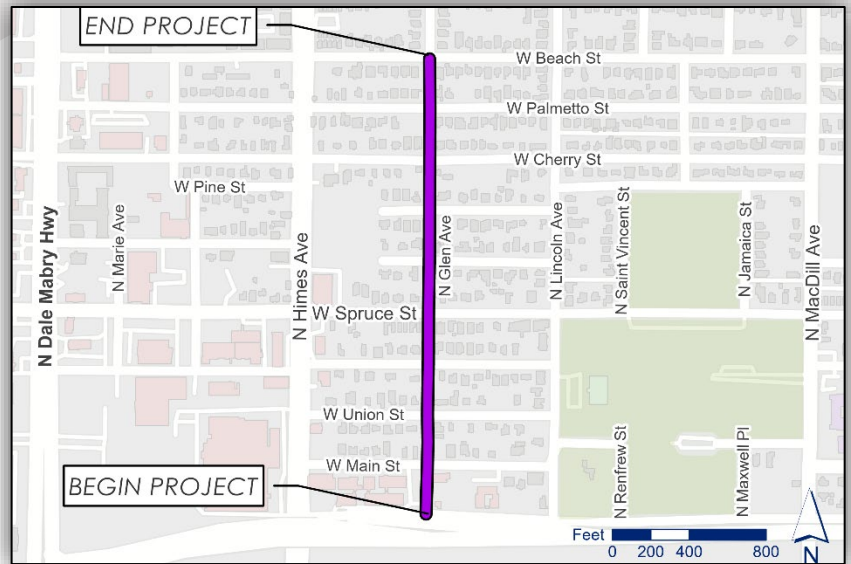 END PROJECT
W Beach St
W Palmetto St
W Cherry St
W Pine St
N Dale Mabry Hwy
N Marie Ave
N Himes Ave
N Glen Ave
N Lincoln Ave
N Saint Vincent St
N Jamaica St
N MacDill Ave
W Spruce St
W Union St
W Main St
N Renfrew St
N Maxwell Pl
BEGIN PROJECT
Feet
0 200 400 800
N